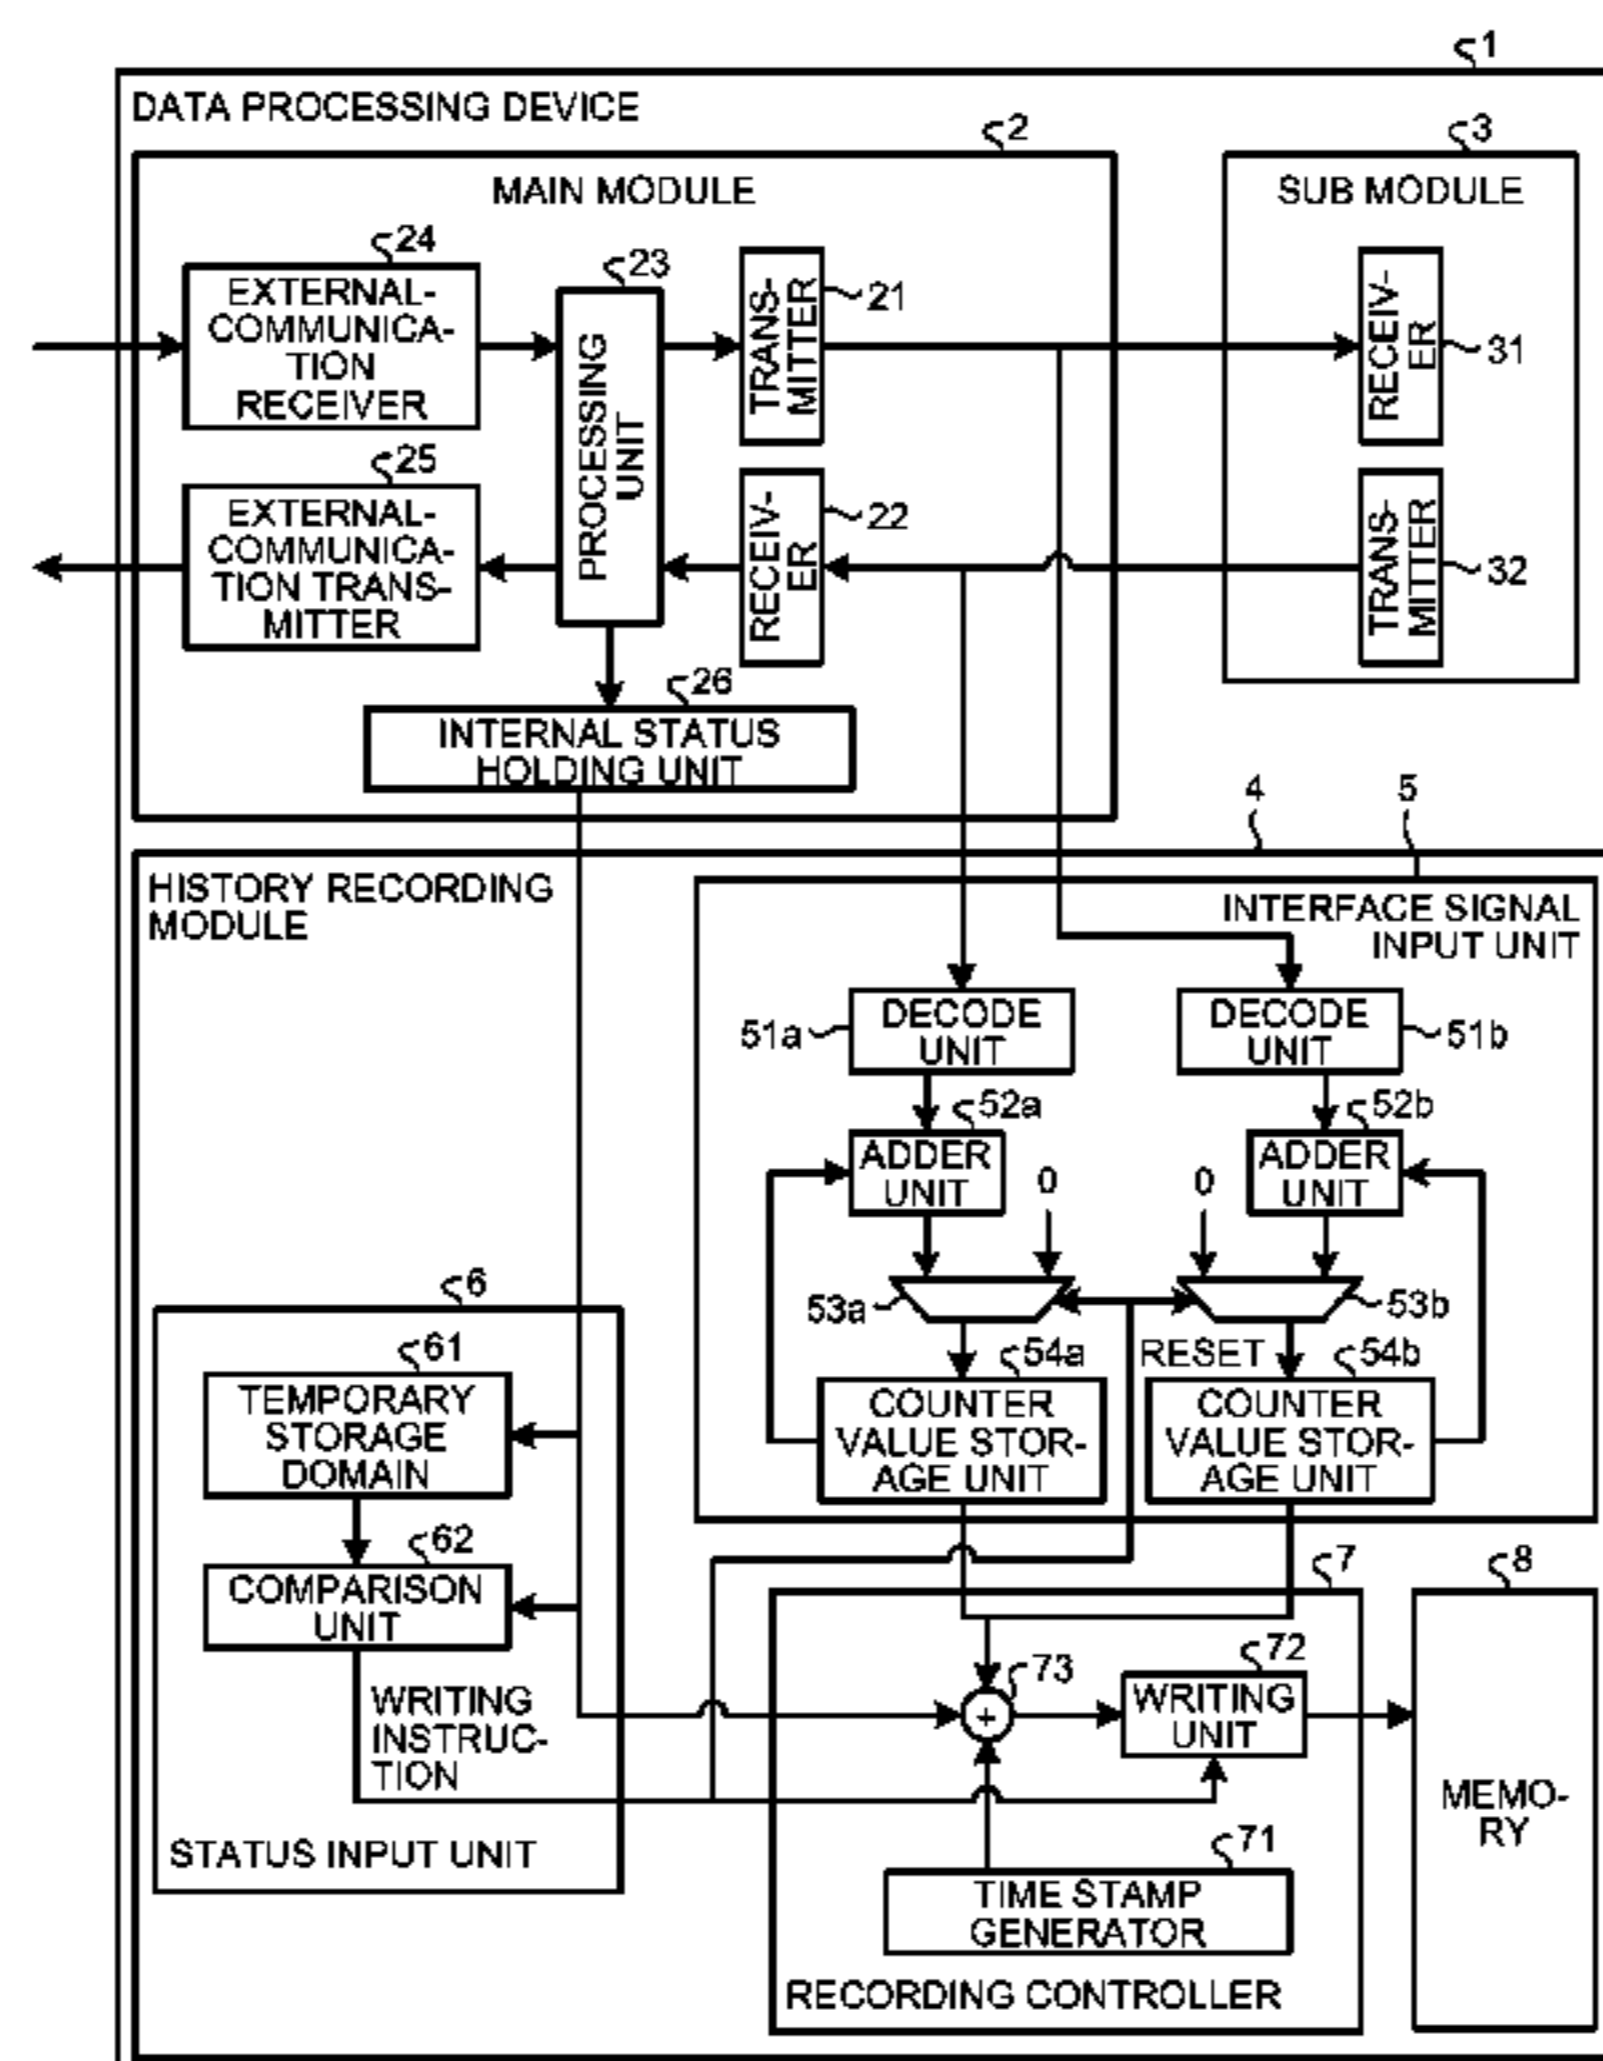 1
DATA PROCESSING DEVICE
2
3
MAIN MODULE
SUB MODULE
24
EXTERNAL-
COMMUNICA-
TION
RECEIVER
23
PROCESSING
UNIT
TRANS-
MITTER
21
RECEIV-
ER
31
25
EXTERNAL-
COMMUNICA-
TION TRANS-
MITTER
RECEIV-
ER
22
TRANS-
MITTER
32
26
INTERNAL STATUS
HOLDING UNIT
4
5
HISTORY RECORDING
MODULE
INTERFACE SIGNAL
INPUT UNIT
51a
DECODE
UNIT
DECODE
UNIT
51b
52a
ADDER
UNIT
0
0
52b
ADDER
UNIT
53a
53b
RESET
54a
COUNTER
VALUE STOR-
AGE UNIT
54b
COUNTER
VALUE STOR-
AGE UNIT
6
61
TEMPORARY
STORAGE
DOMAIN
62
COMPARISON
UNIT
WRITING
INSTRUC-
TION
STATUS INPUT UNIT
7
73
+
72
WRITING
UNIT
71
TIME STAMP
GENERATOR
RECORDING CONTROLLER
8
MEMO-
RY